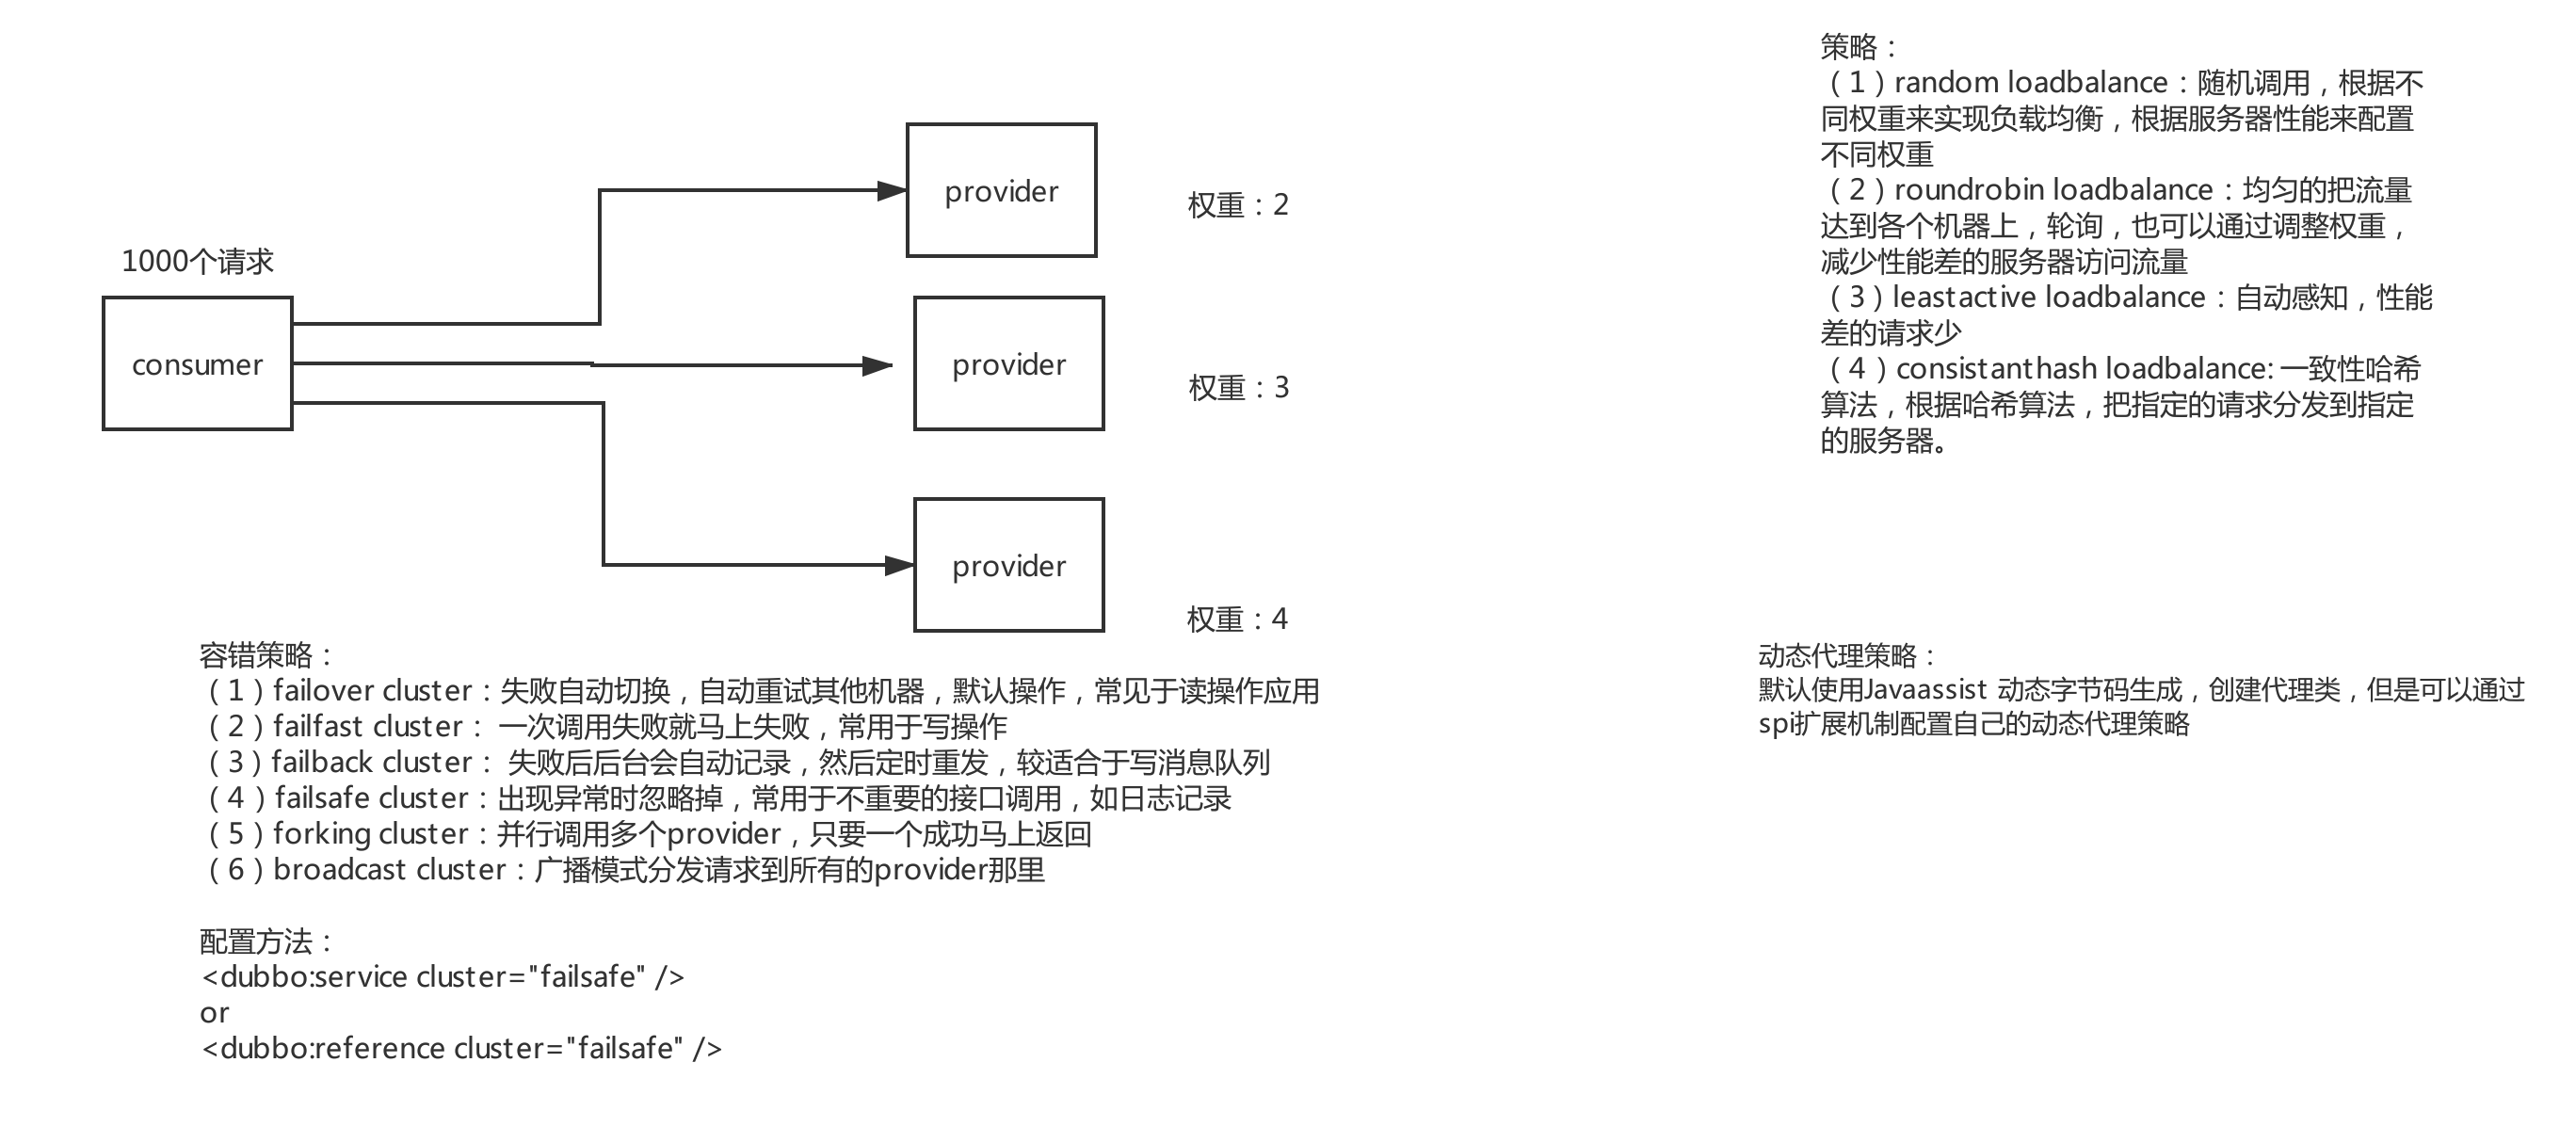 1000个请求
consumer
provider
权重：2
provider
权重：3
provider
权重：4
策略：
（1）random loadbalance：随机调用，根据不
同权重来实现负载均衡，根据服务器性能来配置
不同权重
（2）roundrobin loadbalance：均匀的把流量
达到各个机器上，轮询，也可以通过调整权重，
减少性能差的服务器访问流量
（3）leastactive loadbalance：自动感知，性能
差的请求少
（4）consistanthash loadbalance: 一致性哈希
算法，根据哈希算法，把指定的请求分发到指定
的服务器。
容错策略：
（1）failover cluster：失败自动切换，自动重试其他机器，默认操作，常见于读操作应用
（2）failfast cluster： 一次调用失败就马上失败，常用于写操作
（3）failback cluster： 失败后后台会自动记录，然后定时重发，较适合于写消息队列
（4）failsafe cluster：出现异常时忽略掉，常用于不重要的接口调用，如日志记录
（5）forking cluster：并行调用多个provider，只要一个成功马上返回
（6）broadcast cluster：广播模式分发请求到所有的provider那里
配置方法：
<dubbo:service cluster="failsafe" />
or
<dubbo:reference cluster="failsafe" />
动态代理策略：
默认使用Javaassist 动态字节码生成，创建代理类，但是可以通过
spi扩展机制配置自己的动态代理策略